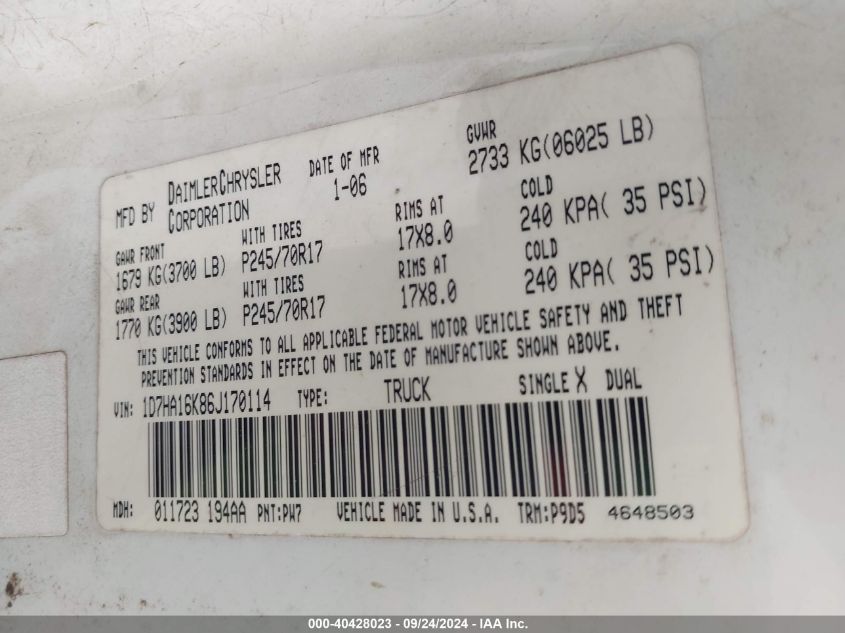 MFD BY DAIMLERCHRYSLER CORPORATION
DATE OF MFR 1-06
GVWR 2733 KG(06025 LB)
GAWR FRONT WITH TIRES RIMS AT COLD
1679 KG(3700 LB) P245/70R17 17X8.0 240 KPA( 35 PSI)
GAWR REAR WITH TIRES RIMS AT COLD
1770 KG(3900 LB) P245/70R17 17X8.0 240 KPA( 35 PSI)
THIS VEHICLE CONFORMS TO ALL APPLICABLE FEDERAL MOTOR VEHICLE SAFETY AND THEFT
PREVENTION STANDARDS IN EFFECT ON THE DATE OF MANUFACTURE SHOWN ABOVE.
VIN: 1D7HA16K86J170114 TYPE: TRUCK SINGLE X DUAL
MDH: 011723 194AA PNT:PW7 VEHICLE MADE IN U.S.A. TRM:P9D5 4648503
000-40428023 - 09/24/2024 - IAA Inc.